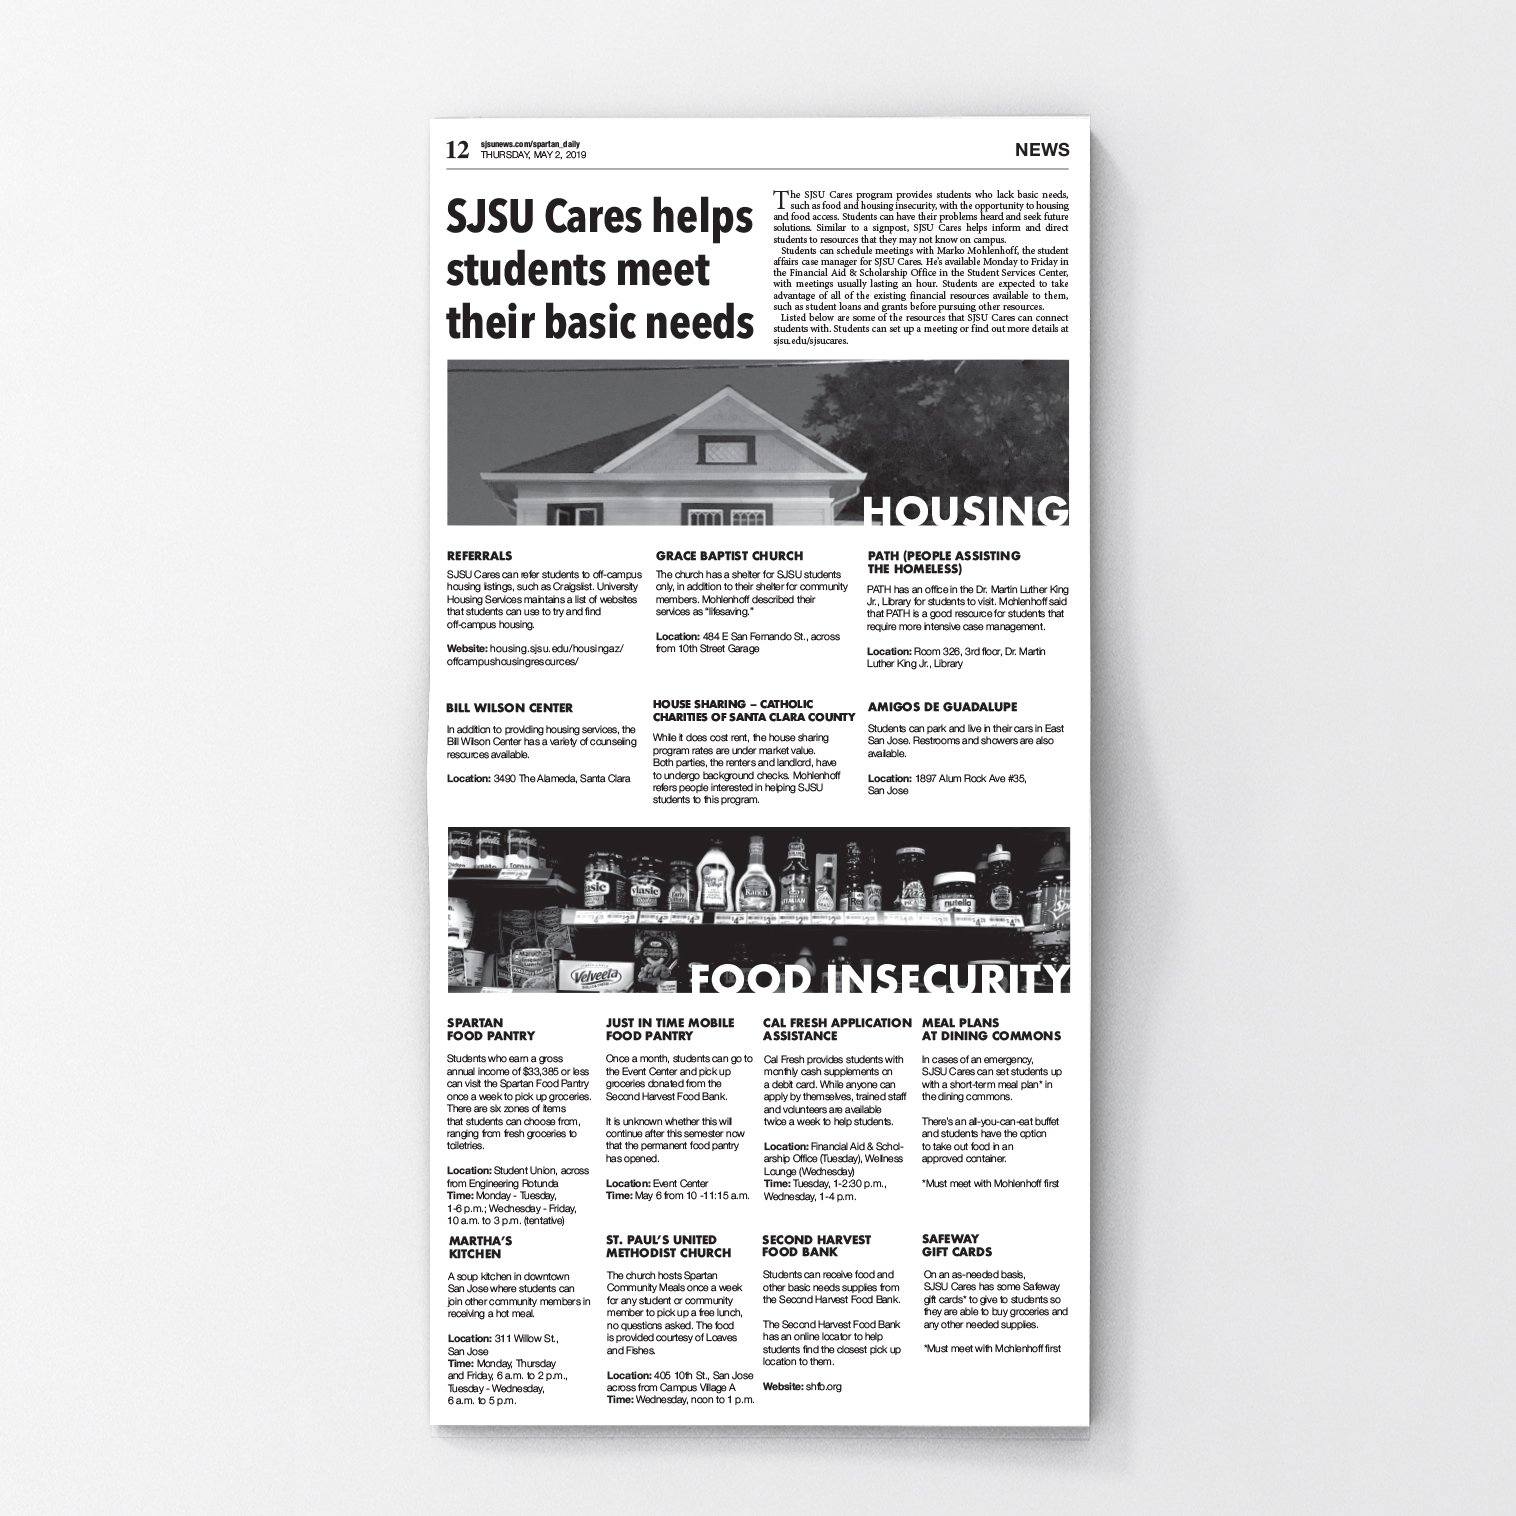 12
sjsunews.com/spartan_daily
THURSDAY, MAY 2, 2019
NEWS
SJSU Cares helps
students meet
their basic needs
The SJSU Cares program provides students who lack basic needs,
such as food and housing insecurity, with the opportunity to housing
and food access. Students can have their problems heard and seek future
solutions. Similar to a signpost, SJSU Cares helps inform and direct
students to resources that they may not know on campus.
Students can schedule meetings with Marko Mohlenhoff, the student
affairs case manager for SJSU Cares. He's available Monday to Friday in
the Financial Aid & Scholarship Office in the Student Services Center,
with meetings usually lasting an hour. Students are expected to take
advantage of all of the existing financial resources available to them,
such as student loans and grants before pursuing other resources.
Listed below are some of the resources that SJSU Cares can connect
students with. Students can set up a meeting or find out more details at
sjsu.edu/sjsucares.
HOUSING
REFERRALS
SJSU Cares can refer students to off-campus
housing listings, such as Craigslist. University
Housing Services maintains a list of websites
that students can use to try and find
off-campus housing.
Website: housing.sjsu.edu/housingaz/
offcampushousingresources/
GRACE BAPTIST CHURCH
The church has a shelter for SJSU students
only, in addition to their shelter for community
members. Mohlenhoff described their
services as “lifesaving.”
Location: 484 E San Fernando St., across
from 10th Street Garage
PATH (PEOPLE ASSISTING
THE HOMELESS)
PATH has an office in the Dr. Martin Luther King
Jr., Library for students to visit. Mohlenhoff said
that PATH is a good resource for students that
require more intensive case management.
Location: Room 326, 3rd floor, Dr. Martin
Luther King Jr., Library
BILL WILSON CENTER
In addition to providing housing services, the
Bill Wilson Center has a variety of counseling
resources available.
Location: 3490 The Alameda, Santa Clara
HOUSE SHARING – CATHOLIC
CHARITIES OF SANTA CLARA COUNTY
While it does cost rent, the house sharing
program rates are under market value.
Both parties, the renters and landlord, have
to undergo background checks. Mohlenhoff
refers people interested in helping SJSU
students to this program.
AMIGOS DE GUADALUPE
Students can park and live in their cars in East
San Jose. Restrooms and showers are also
available.
Location: 1897 Alum Rock Ave #35,
San Jose
Vlasic
Ranch
ITALIAN
nutella
Maruchan
Velveeta
FOOD INSECURITY
SPARTAN
FOOD PANTRY
Students who earn a gross
annual income of $33,385 or less
can visit the Spartan Food Pantry
once a week to pick up groceries.
There are six zones of items
that students can choose from,
ranging from fresh groceries to
toiletries.
Location: Student Union, across
from Engineering Rotunda
Time: Monday - Tuesday,
1-6 p.m.; Wednesday - Friday,
10 a.m. to 3 p.m. (tentative)
JUST IN TIME MOBILE
FOOD PANTRY
Once a month, students can go to
the Event Center and pick up
groceries donated from the
Second Harvest Food Bank.
It is unknown whether this will
continue after this semester now
that the permanent food pantry
has opened.
Location: Event Center
Time: May 6 from 10 -11:15 a.m.
CAL FRESH APPLICATION
ASSISTANCE
Cal Fresh provides students with
monthly cash supplements on
a debit card. While anyone can
apply by themselves, trained staff
and volunteers are available
twice a week to help students.
Location: Financial Aid & Schol-
arship Office (Tuesday), Wellness
Lounge (Wednesday)
Time: Tuesday, 1-2:30 p.m.,
Wednesday, 1-4 p.m.
MEAL PLANS
AT DINING COMMONS
In cases of an emergency,
SJSU Cares can set students up
with a short-term meal plan* in
the dining commons.
There's an all-you-can-eat buffet
and students have the option
to take out food in an
approved container.
*Must meet with Mohlenhoff first
MARTHA'S
KITCHEN
A soup kitchen in downtown
San Jose where students can
join other community members in
receiving a hot meal.
Location: 311 Willow St.,
San Jose
Time: Monday, Thursday
and Friday, 6 a.m. to 2 p.m.,
Tuesday - Wednesday,
6 a.m. to 5 p.m.
ST. PAUL'S UNITED
METHODIST CHURCH
The church hosts Spartan
Community Meals once a week
for any student or community
member to pick up a free lunch,
no questions asked. The food
is provided courtesy of Loaves
and Fishes.
Location: 405 10th St., San Jose
across from Campus Village A
Time: Wednesday, noon to 1 p.m.
SECOND HARVEST
FOOD BANK
Students can receive food and
other basic needs supplies from
the Second Harvest Food Bank.
The Second Harvest Food Bank
has an online locator to help
students find the closest pick up
location to them.
Website: shfb.org
SAFEWAY
GIFT CARDS
On an as-needed basis,
SJSU Cares has some Safeway
gift cards* to give to students so
they are able to buy groceries and
any other needed supplies.
*Must meet with Mohlenhoff first